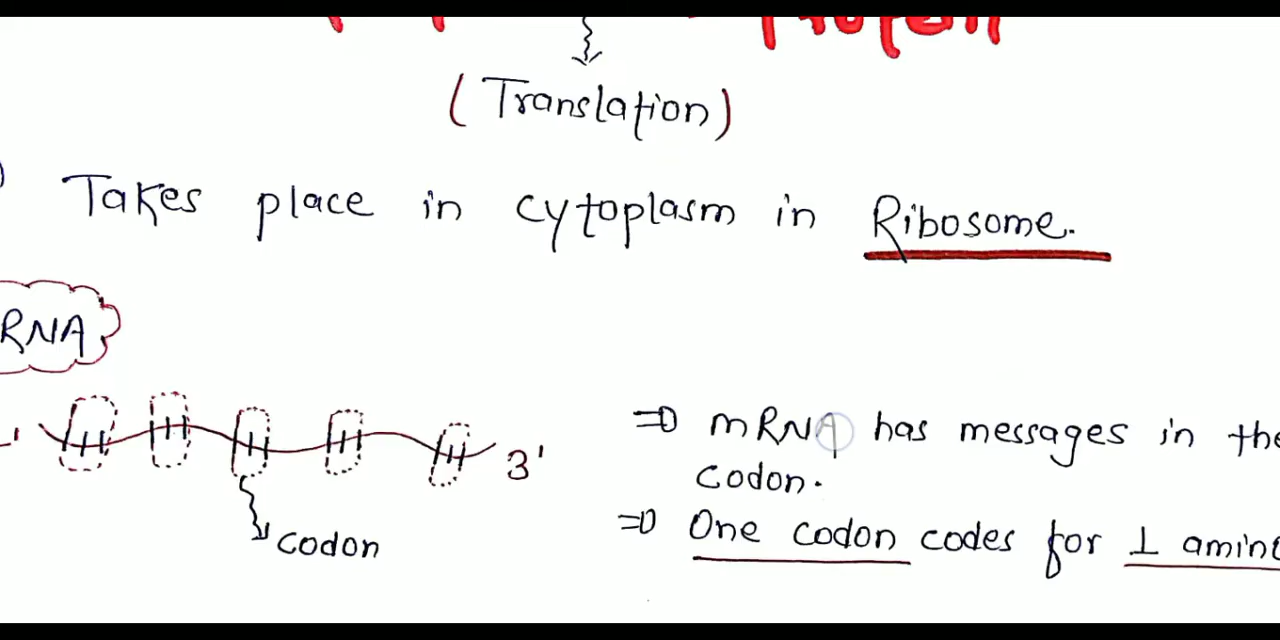 (Translation)
Takes place in cytoplasm in Ribosome.
RNA
3'
codon
⇒ mRNA has messages in the
codon.
⇒ One codon codes for 1 amino